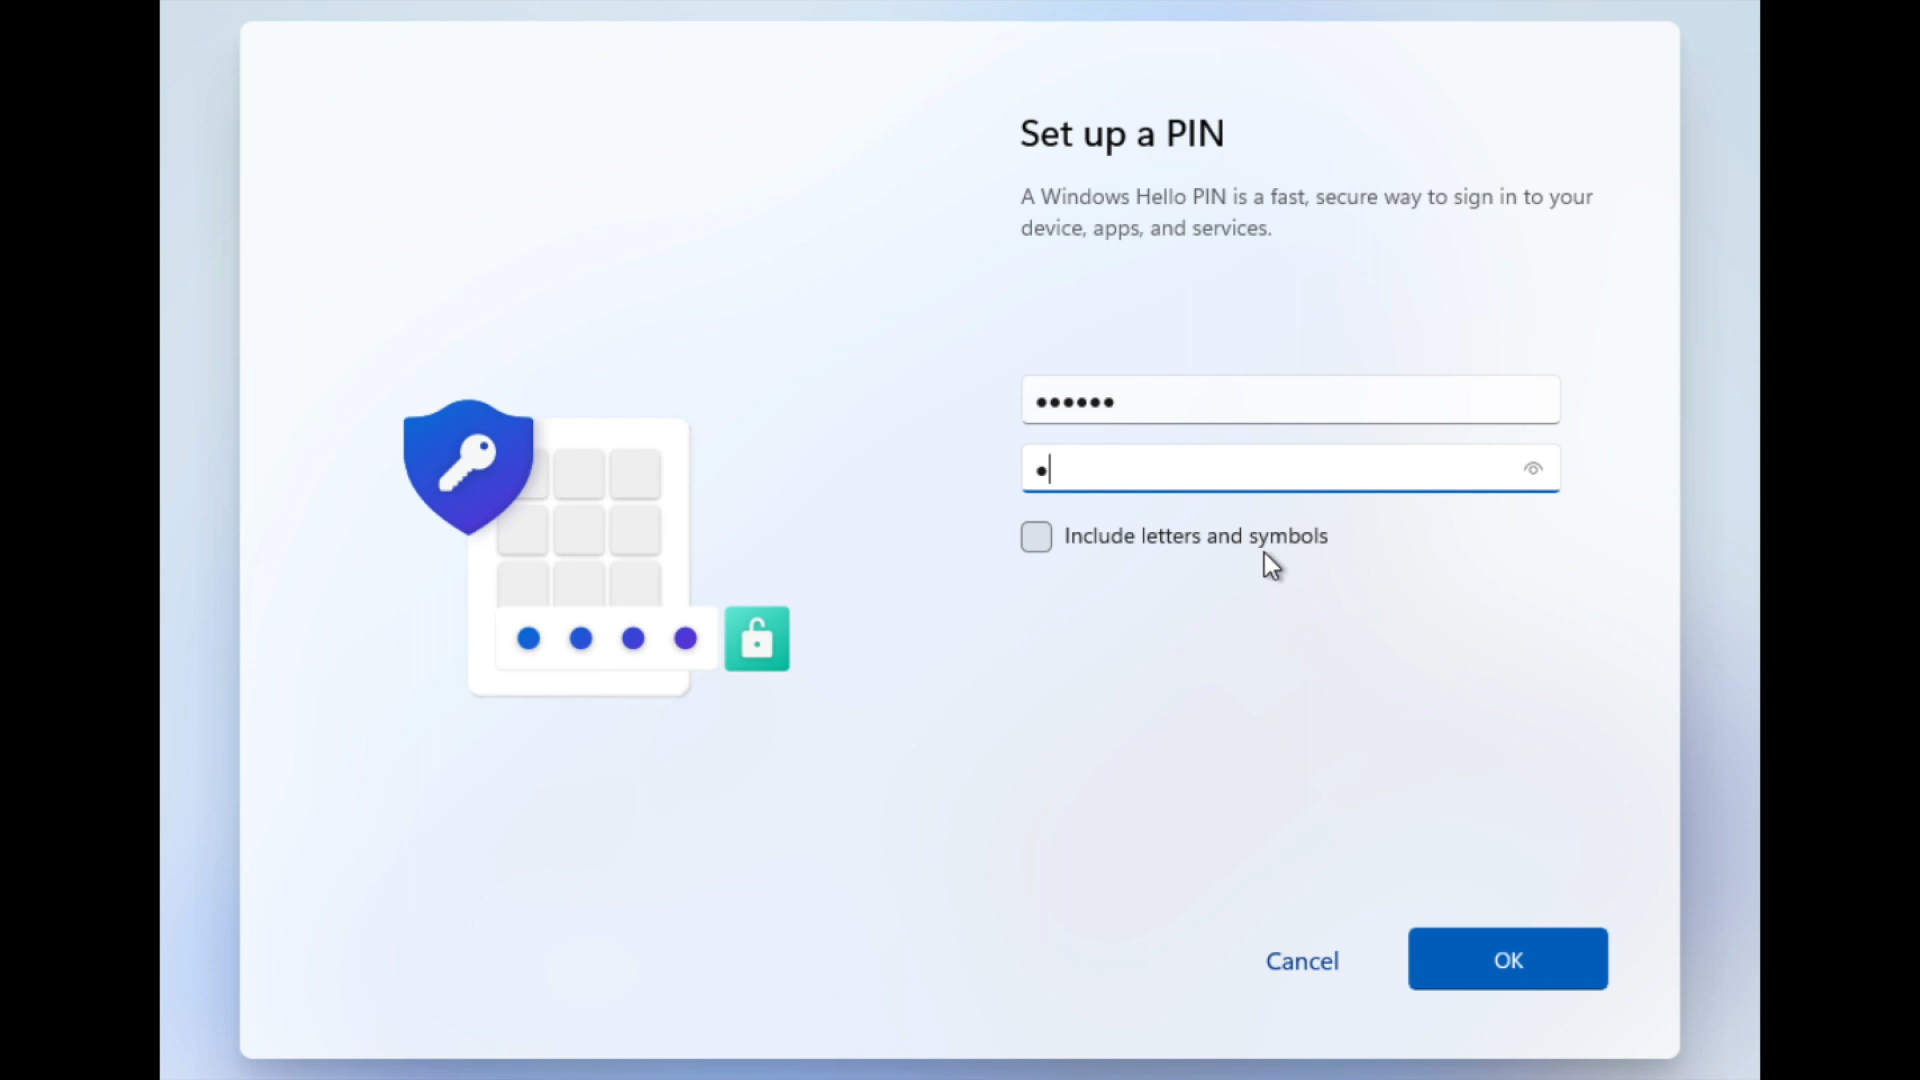 Set up a PIN
A Windows Hello PIN is a fast, secure way to sign in to your
device, apps, and services.
••••••
•
Include letters and symbols
Cancel
OK